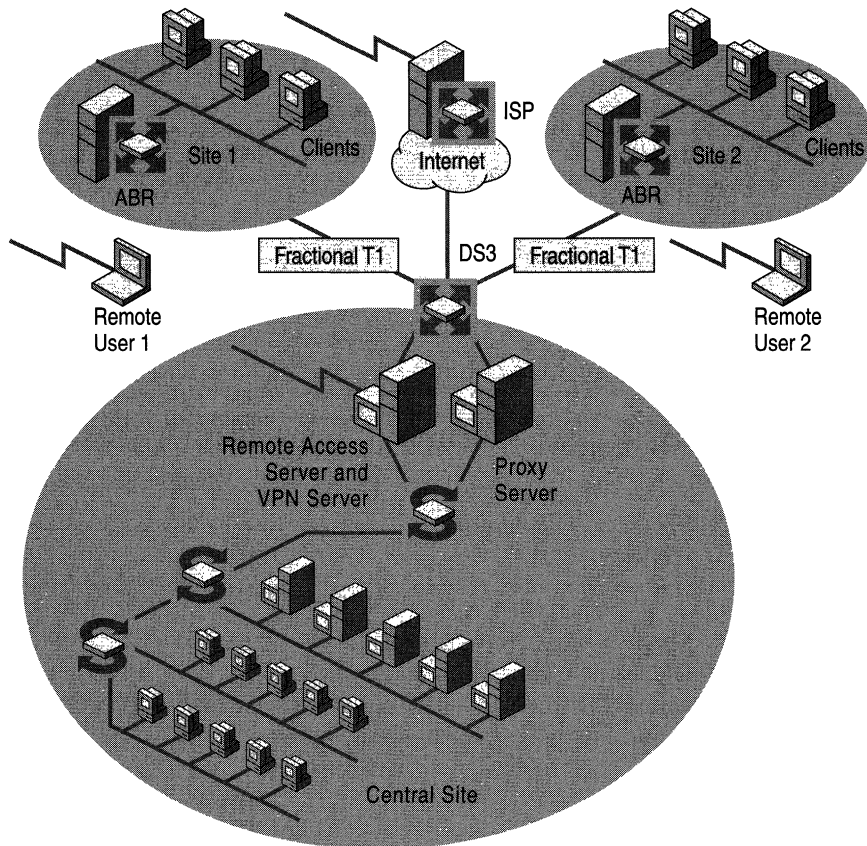 ISP
Internet
Site 1
Clients
ABR
Site 2
Clients
ABR
Fractional T1
DS3
Fractional T1
Remote
User 1
Remote
User 2
Remote Access
Server and
VPN Server
Proxy
Server
Central Site